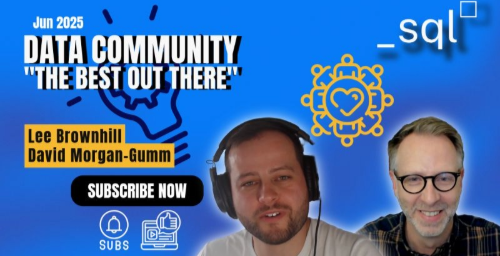 Jun 2025
DATA COMMUNITY
"THE BEST OUT THERE"
_sql
Lee Brownhill
David Morgan-Gumm
SUBSCRIBE NOW
SUBS